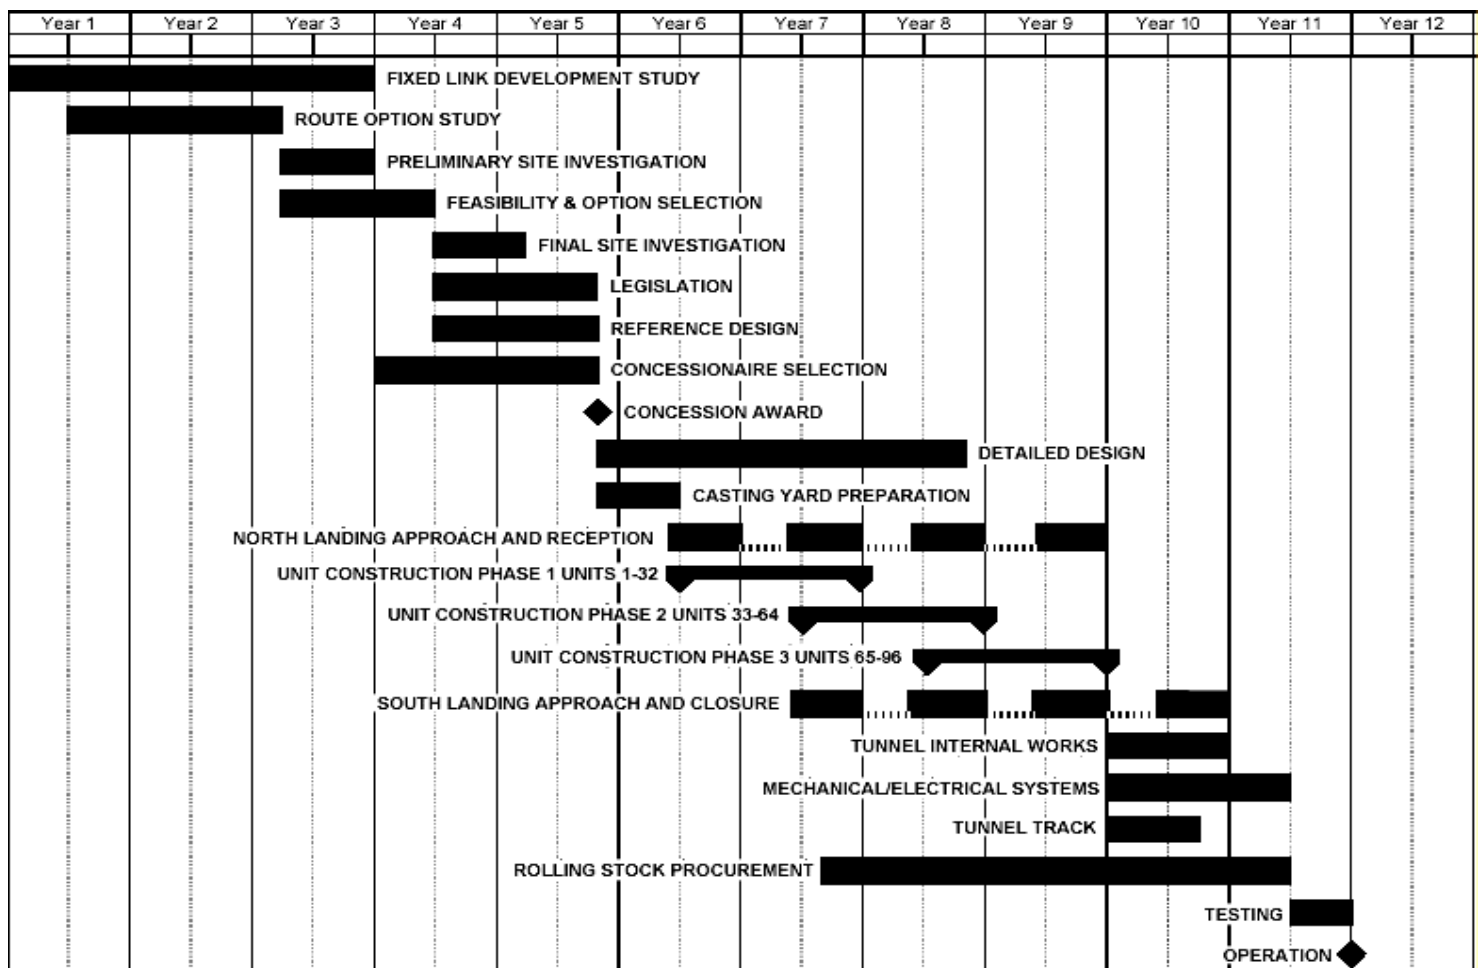 Year 1 Year 2 Year 3 Year 4 Year 5 Year 6 Year 7 Year 8 Year 9 Year 10 Year 11 Year 12
FIXED LINK DEVELOPMENT STUDY
ROUTE OPTION STUDY
PRELIMINARY SITE INVESTIGATION
FEASIBILITY & OPTION SELECTION
FINAL SITE INVESTIGATION
LEGISLATION
REFERENCE DESIGN
CONCESSIONAIRE SELECTION
CONCESSION AWARD
DETAILED DESIGN
CASTING YARD PREPARATION
NORTH LANDING APPROACH AND RECEPTION
UNIT CONSTRUCTION PHASE 1 UNITS 1-32
UNIT CONSTRUCTION PHASE 2 UNITS 33-64
UNIT CONSTRUCTION PHASE 3 UNITS 65-96
SOUTH LANDING APPROACH AND CLOSURE
TUNNEL INTERNAL WORKS
MECHANICAL/ELECTRICAL SYSTEMS
TUNNEL TRACK
ROLLING STOCK PROCUREMENT
TESTING
OPERATION